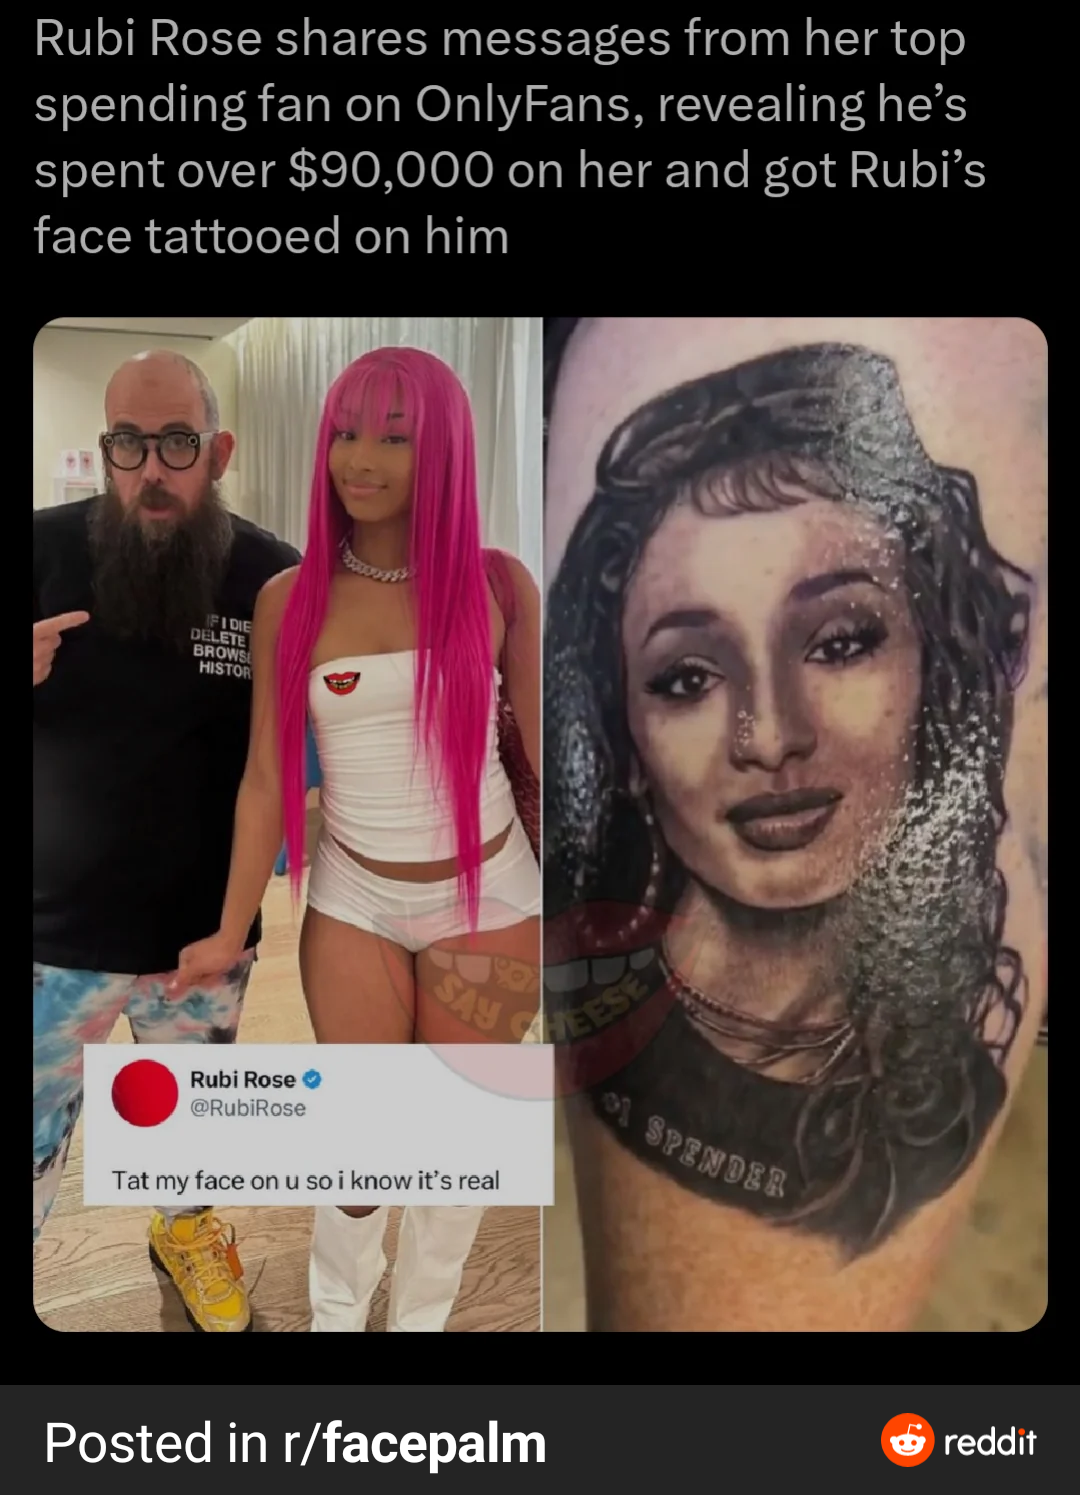 Rubi Rose shares messages from her top
spending fan on OnlyFans, revealing he’s
spent over $90,000 on her and got Rubi’s
face tattooed on him
IF I DIE
DELETE
BROWS
HISTOR
SAY CHEESE
#1 SPENDER
Rubi Rose
@RubiRose
Tat my face on u so i know it’s real
Posted in r/facepalm
reddit